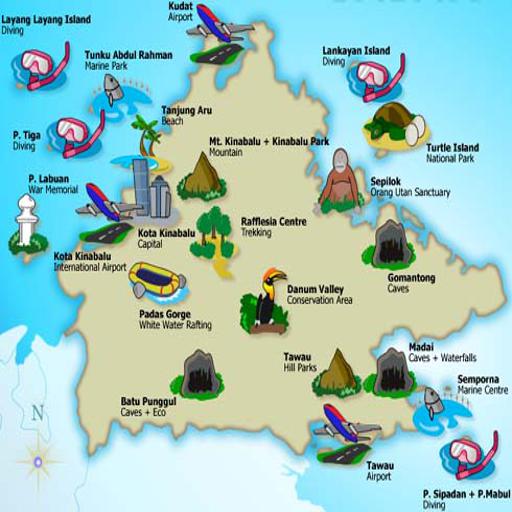 Kudat
Airport
Layang Layang Island
Diving
Tunku Abdul Rahman
Marine Park
Lankayan Island
Diving
Tanjung Aru
Beach
P. Tiga
Diving
Mt. Kinabalu + Kinabalu Park
Mountain
Turtle Island
National Park
P. Labuan
War Memorial
Sepilok
Orang Utan Sanctuary
Kota Kinabalu
Capital
Rafflesia Centre
Trekking
Kota Kinabalu
International Airport
Gomantong
Caves
Danum Valley
Conservation Area
Padas Gorge
White Water Rafting
Tawau
Hill Parks
Madai
Caves + Waterfalls
Semporna
Marine Centre
Batu Punggul
Caves + Eco
N
Tawau
Airport
P. Sipadan + P.Mabul
Diving